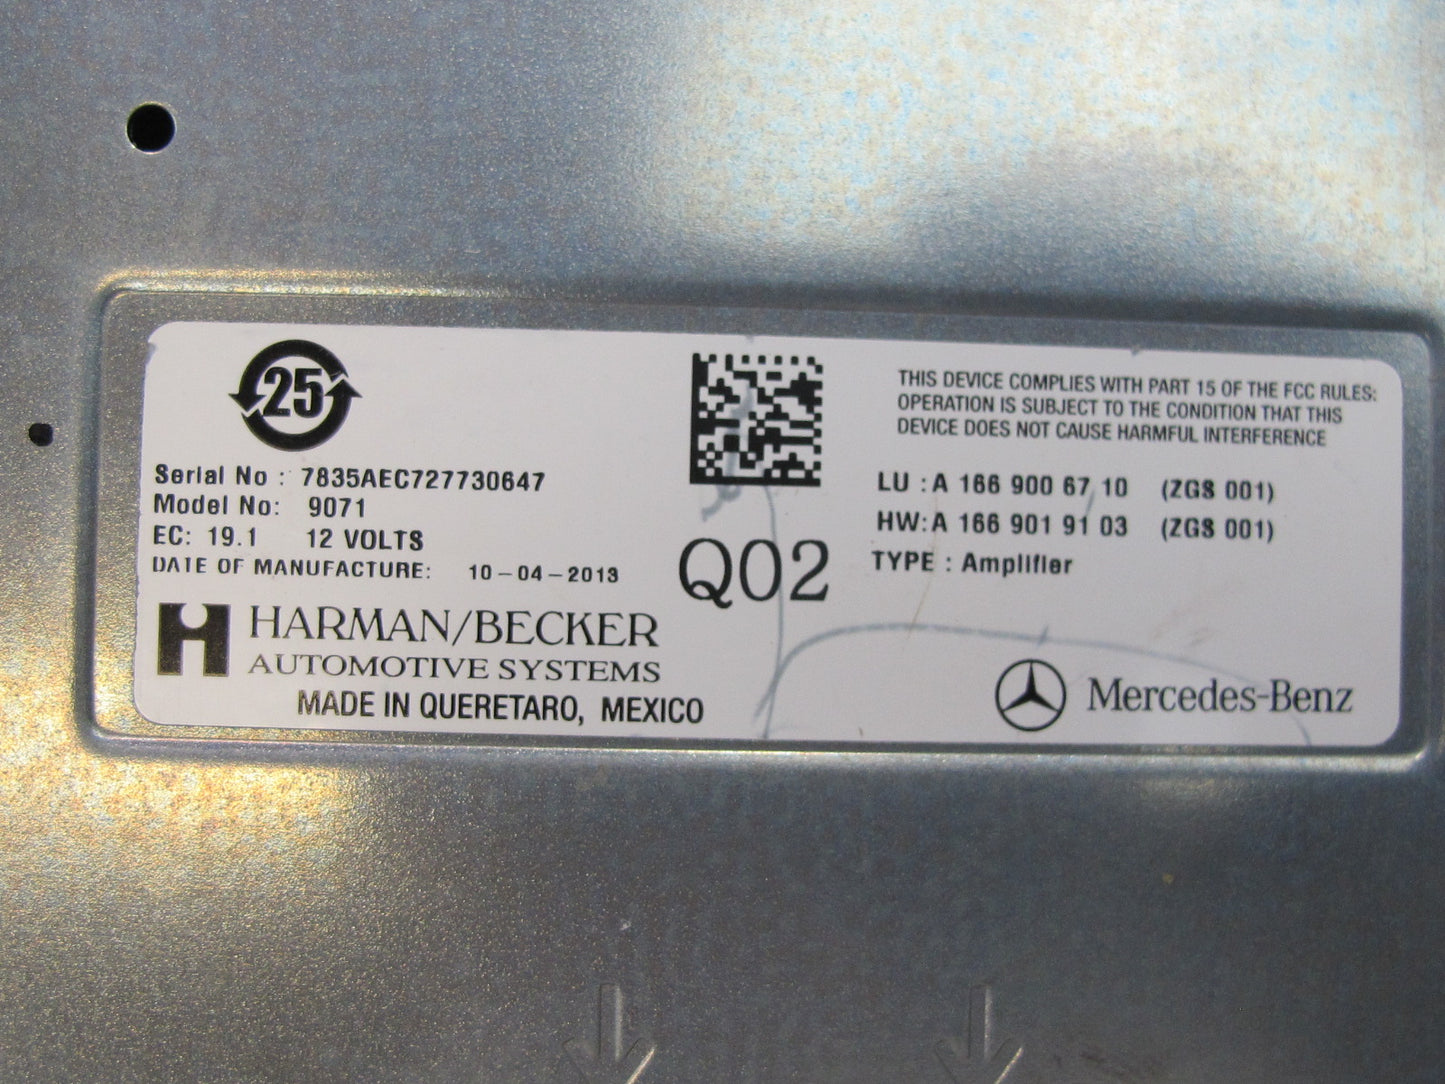 25
Serial No : 7835AEC727730647
Model No: 9071
EC: 19.1 12 VOLTS
DATE OF MANUFACTURE: 10-04-2013
HARMAN/BECKER
AUTOMOTIVE SYSTEMS
MADE IN QUERETARO, MEXICO
Q02
THIS DEVICE COMPLIES WITH PART 15 OF THE FCC RULES:
OPERATION IS SUBJECT TO THE CONDITION THAT THIS
DEVICE DOES NOT CAUSE HARMFUL INTERFERENCE
LU : A 166 900 67 10 (ZGS 001)
HW: A 166 901 91 03 (ZGS 001)
TYPE : Amplifier
Mercedes-Benz